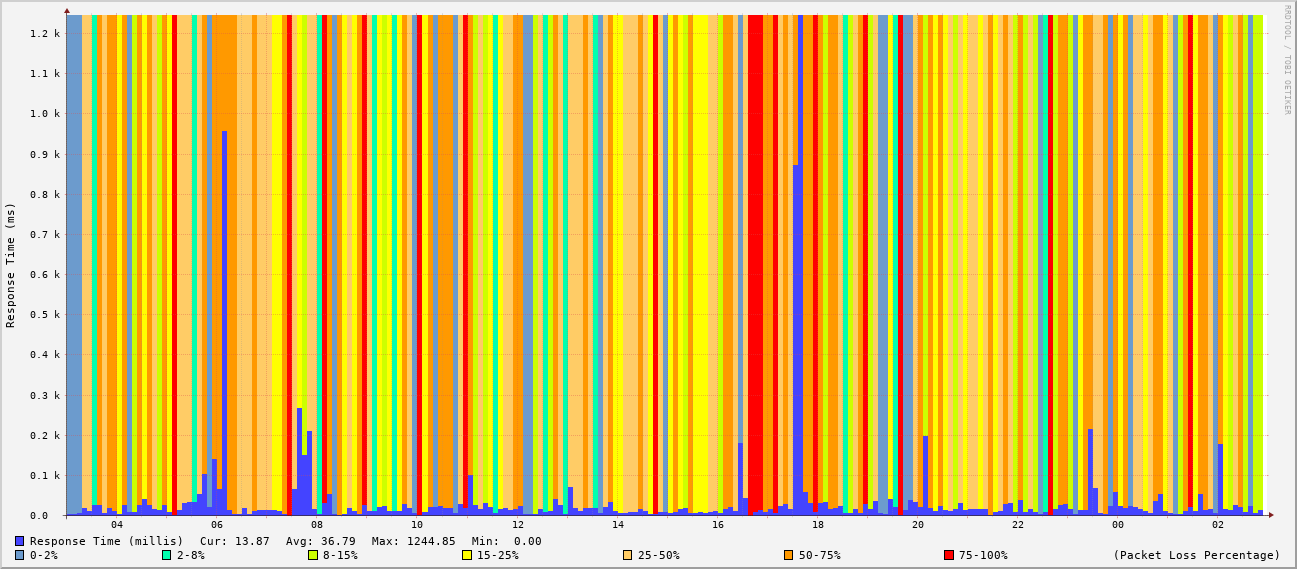 RRDTOOL / TOBI OETIKER
Response Time (ms)
1.2 k
1.1 k
1.0 k
0.9 k
0.8 k
0.7 k
0.6 k
0.5 k
0.4 k
0.3 k
0.2 k
0.1 k
0.0
04 06 08 10 12 14 16 18 20 22 00 02
Response Time (millis) Cur: 13.87 Avg: 36.79 Max: 1244.85 Min: 0.00
0-2% 2-8% 8-15% 15-25% 25-50% 50-75% 75-100% (Packet Loss Percentage)